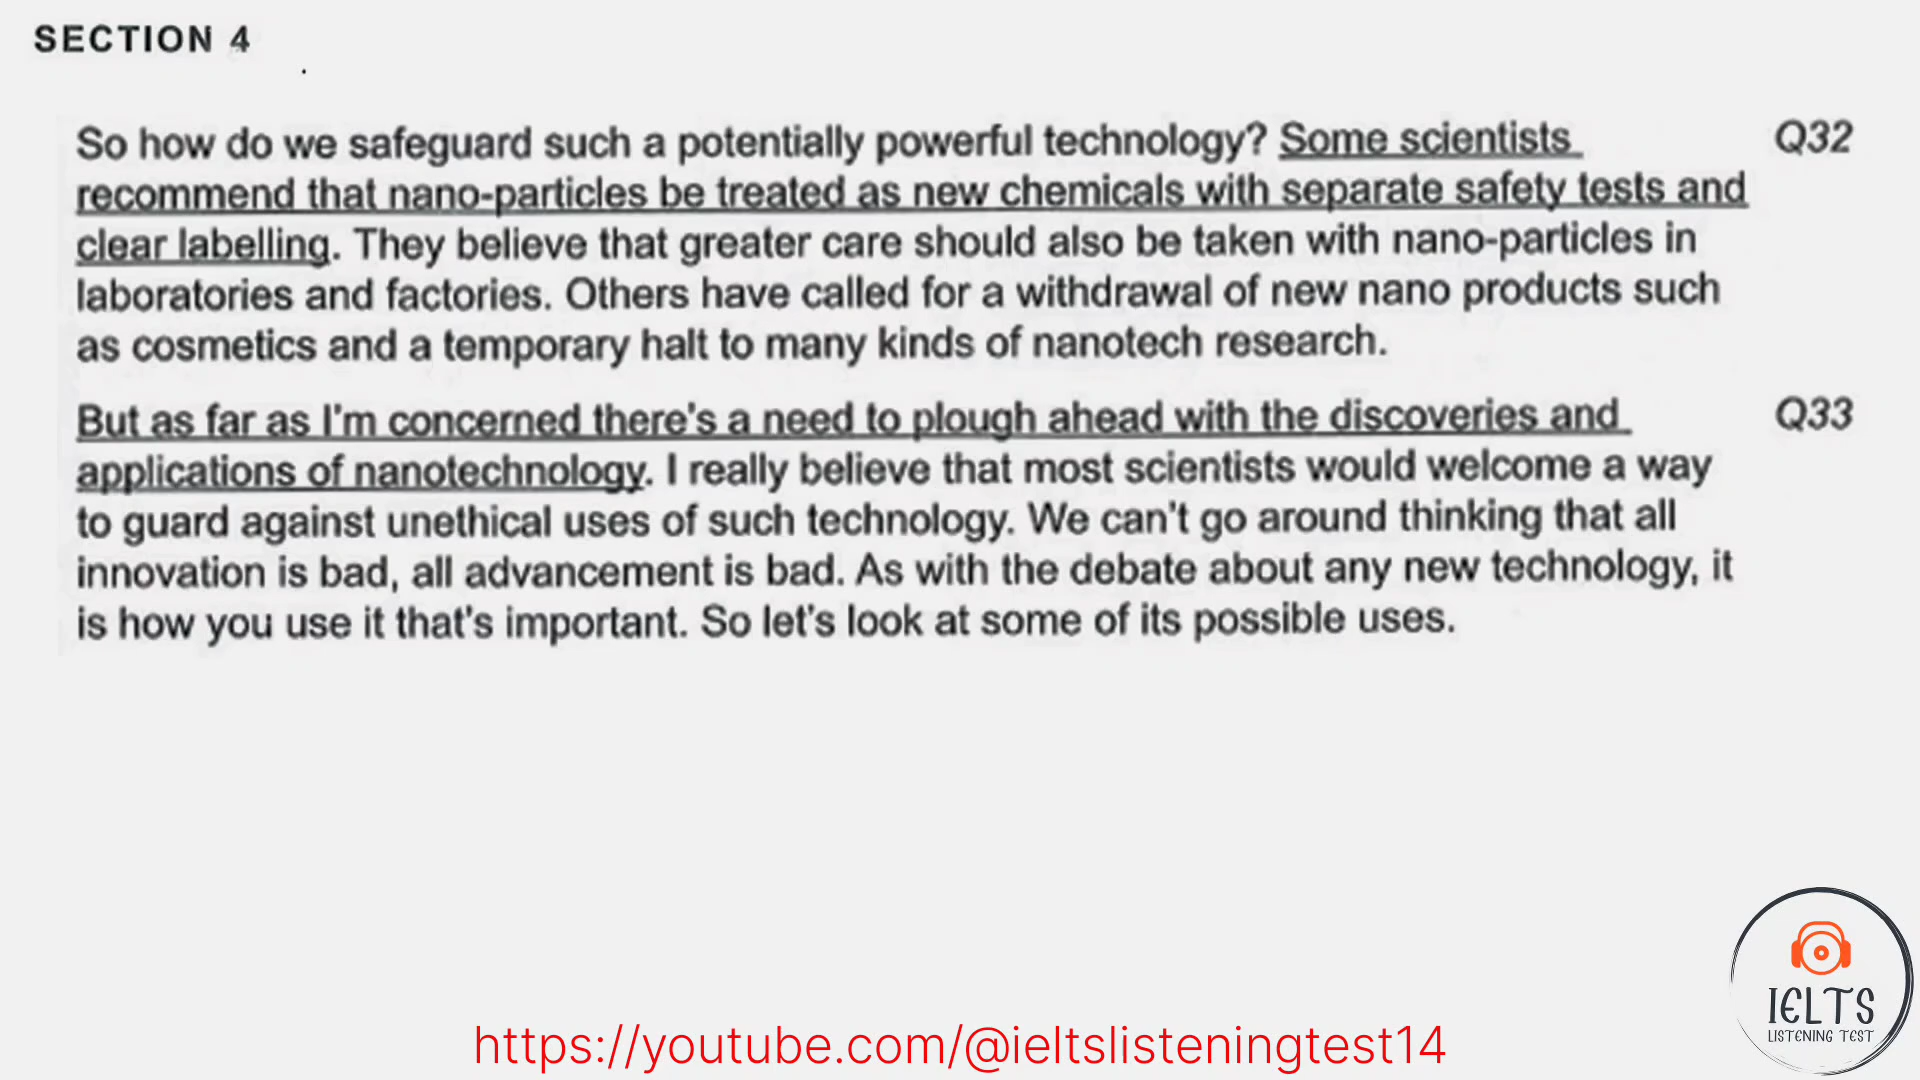 SECTION 4
So how do we safeguard such a potentially powerful technology? Some scientists Q32
recommend that nano-particles be treated as new chemicals with separate safety tests and
clear labelling. They believe that greater care should also be taken with nano-particles in
laboratories and factories. Others have called for a withdrawal of new nano products such
as cosmetics and a temporary halt to many kinds of nanotech research.
But as far as I'm concerned there's a need to plough ahead with the discoveries and Q33
applications of nanotechnology. I really believe that most scientists would welcome a way
to guard against unethical uses of such technology. We can't go around thinking that all
innovation is bad, all advancement is bad. As with the debate about any new technology, it
is how you use it that's important. So let's look at some of its possible uses.
IELTS
LISTENING TEST
https://youtube.com/@ieltslisteningtest14